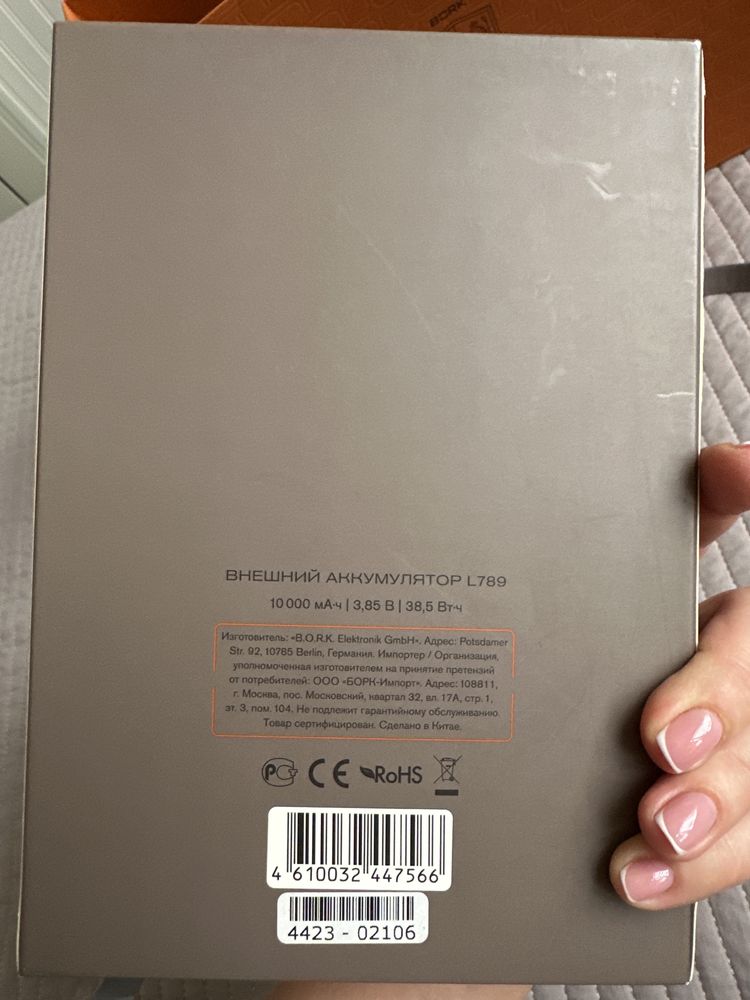 BORK
ВНЕШНИЙ АККУМУЛЯТОР L789
10 000 мА·ч | 3,85 В | 38,5 Вт·ч
Изготовитель: «B.O.R.K. Elektronik GmbH». Адрес: Potsdamer
Str. 92, 10785 Berlin, Германия. Импортер / Организация,
уполномоченная изготовителем на принятие претензий
от потребителей: ООО «БОРК-Импорт». Адрес: 108811,
г. Москва, пос. Московский, квартал 32, вл. 17А, стр. 1,
эт. 3, пом. 104. Не подлежит гарантийному обслуживанию.
Товар сертифицирован. Сделано в Китае.
РСТ CE RoHS
4 610032 447566
4423 - 02106